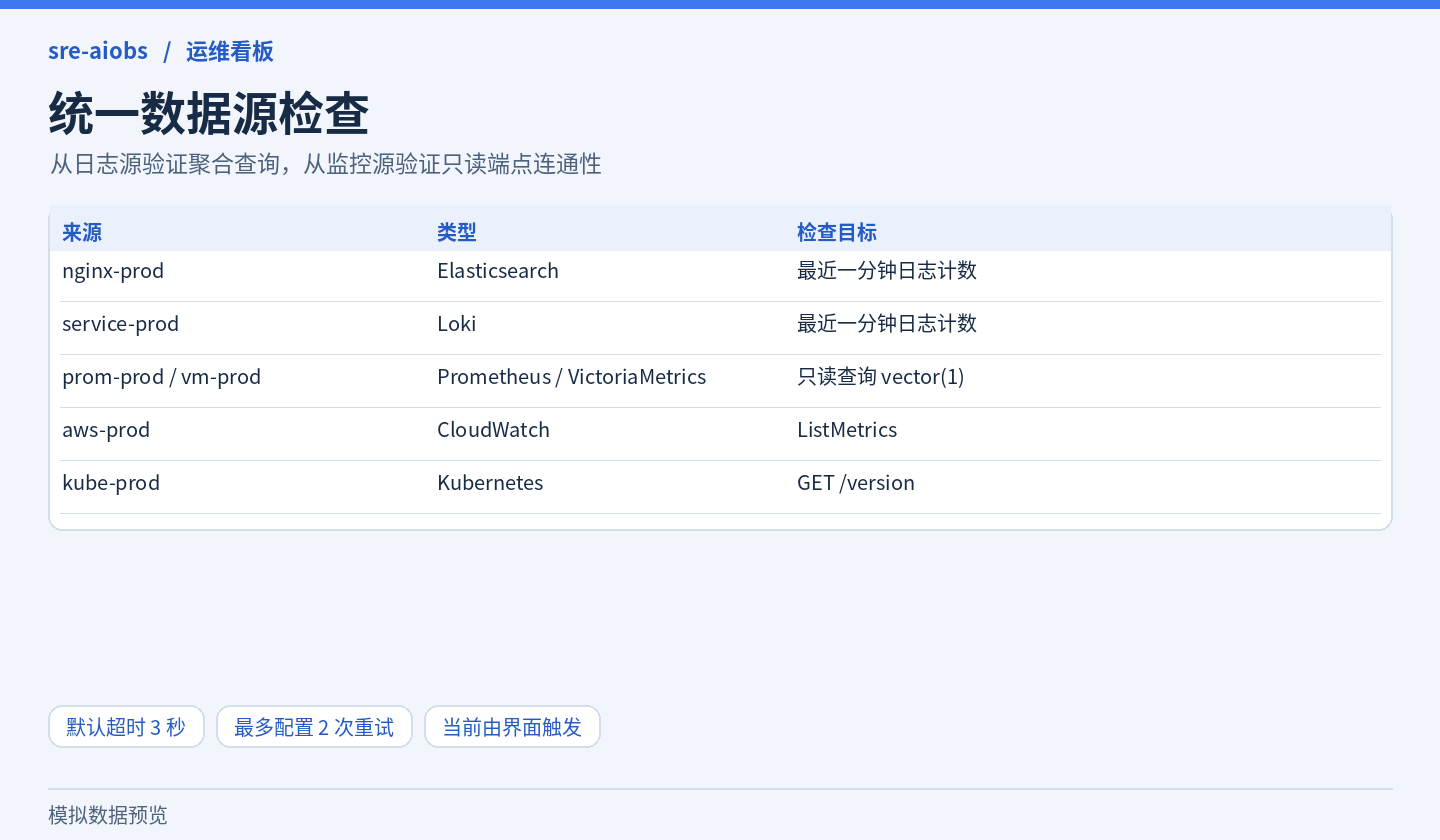 sre-aiobs / 运维看板
统一数据源检查
从日志源验证聚合查询，从监控源验证只读端点连通性
来源 类型 检查目标
nginx-prod Elasticsearch 最近一分钟日志计数
service-prod Loki 最近一分钟日志计数
prom-prod / vm-prod Prometheus / VictoriaMetrics 只读查询 vector(1)
aws-prod CloudWatch ListMetrics
kube-prod Kubernetes GET /version
默认超时 3 秒 最多配置 2 次重试 当前由界面触发
模拟数据预览